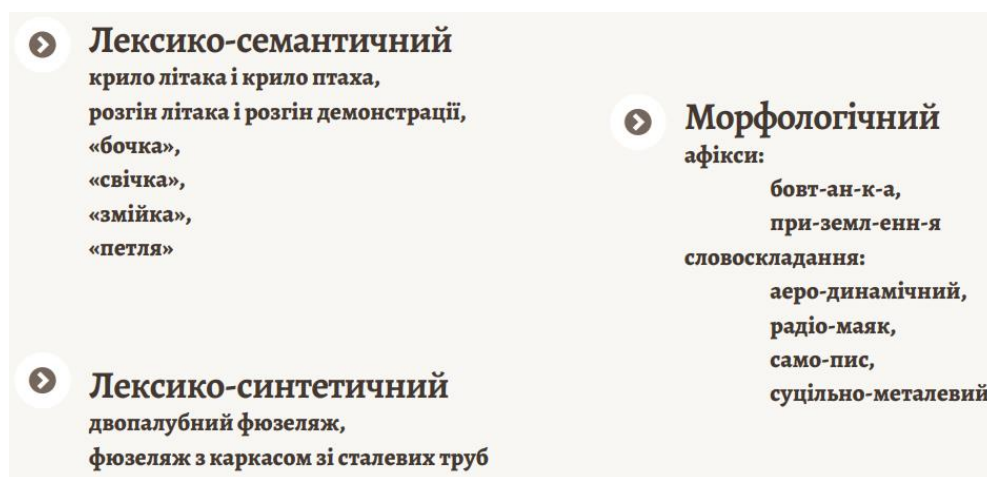 Лексико-семантичний
крило літака і крило птаха,
розгін літака і розгін демонстрації,
«бочка»,
«свічка»,
«змійка»,
«петля»
Лексико-синтетичний
двопалубний фюзеляж,
фюзеляж з каркасом зі сталевих труб
Морфологічний
афікси:
бовт-ан-к-а,
при-земл-енн-я
словоскладання:
аеро-динамічний,
радіо-маяк,
само-пис,
суцільно-металевий